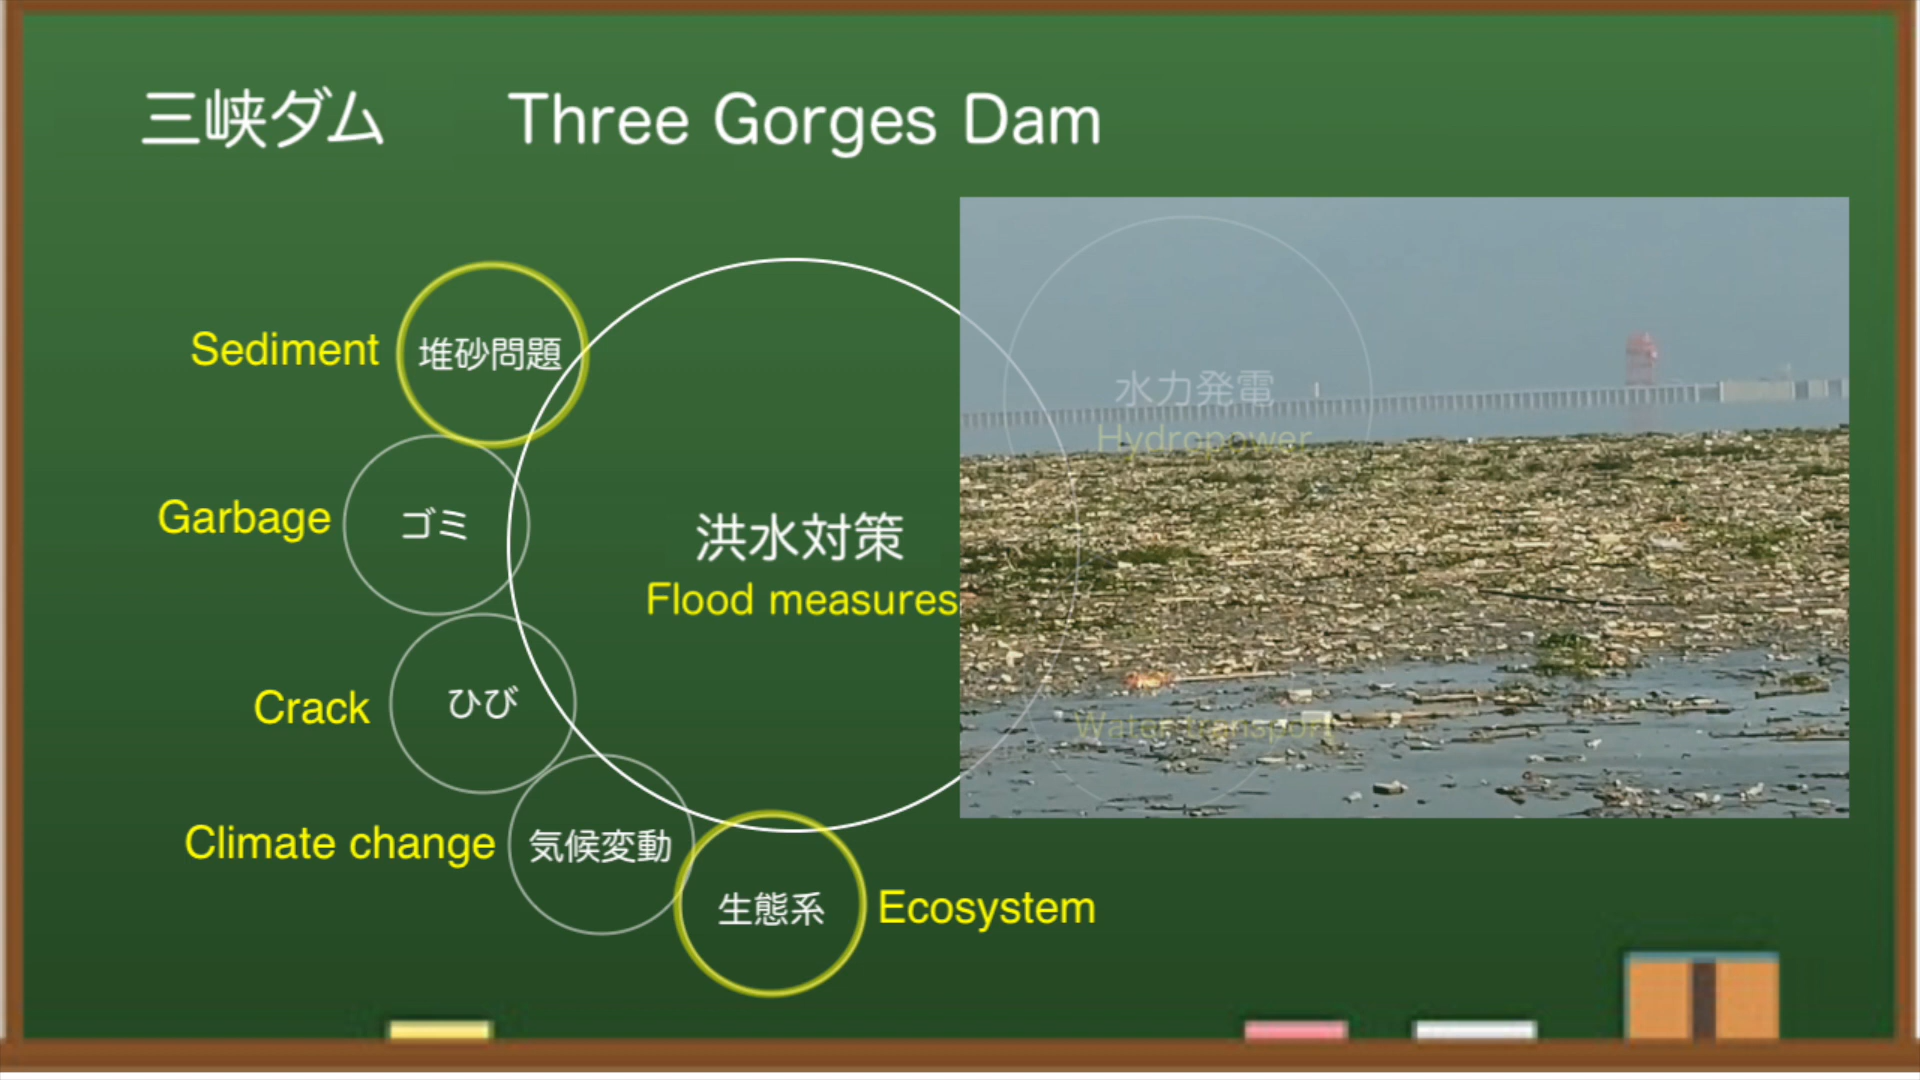 三峡ダム Three Gorges Dam
Sediment 堆砂問題
水力発電
Hydropower
Garbage ゴミ
洪水対策
Flood measures
Crack ひび
Water transport
Climate change 気候変動
生態系 Ecosystem